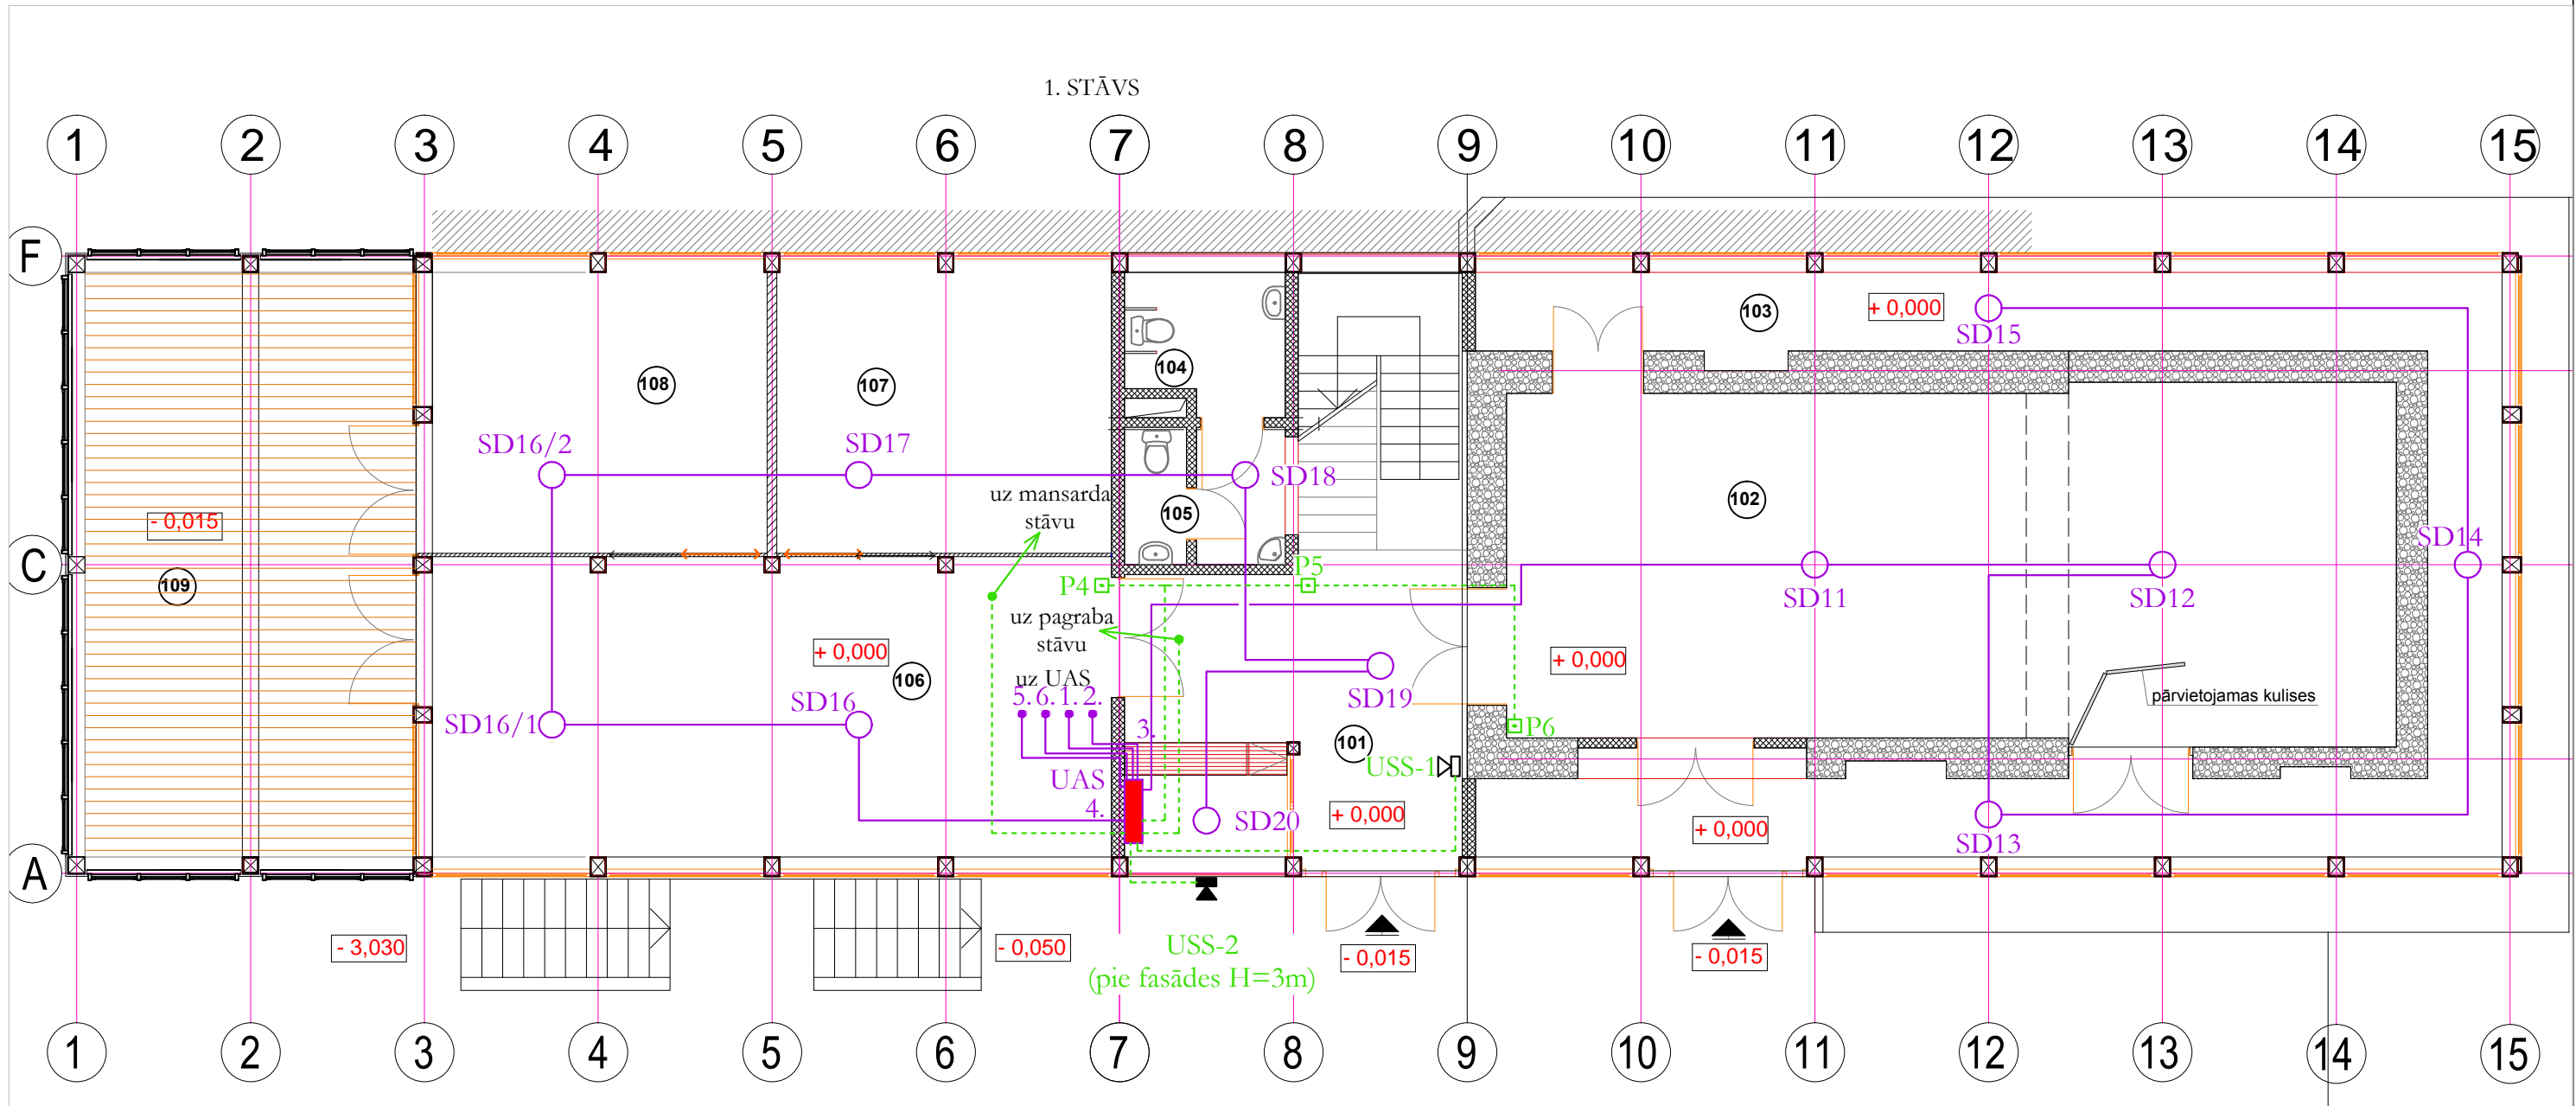 1. STĀVS
1 2 3 4 5 6 7 8 9 10 11 12 13 14 15
F
103
+ 0,000
SD15
104
108
107
SD16/2
SD17
SD18
uz mansarda
stāvu
102
105
- 0,015
SD14
C
109
P4
P5
SD11
SD12
uz pagraba
stāvu
+ 0,000
106
+ 0,000
uz UAS
5. 6. 1. 2.
SD19
pārvietojamas kulises
SD16
SD16/1
3.
P6
101
USS-1
UAS
4.
SD20
+ 0,000
+ 0,000
SD13
A
- 3,030
- 0,050
USS-2
(pie fasādes H=3m)
- 0,015
- 0,015
1 2 3 4 5 6 7 8 9 10 11 12 13 14 15